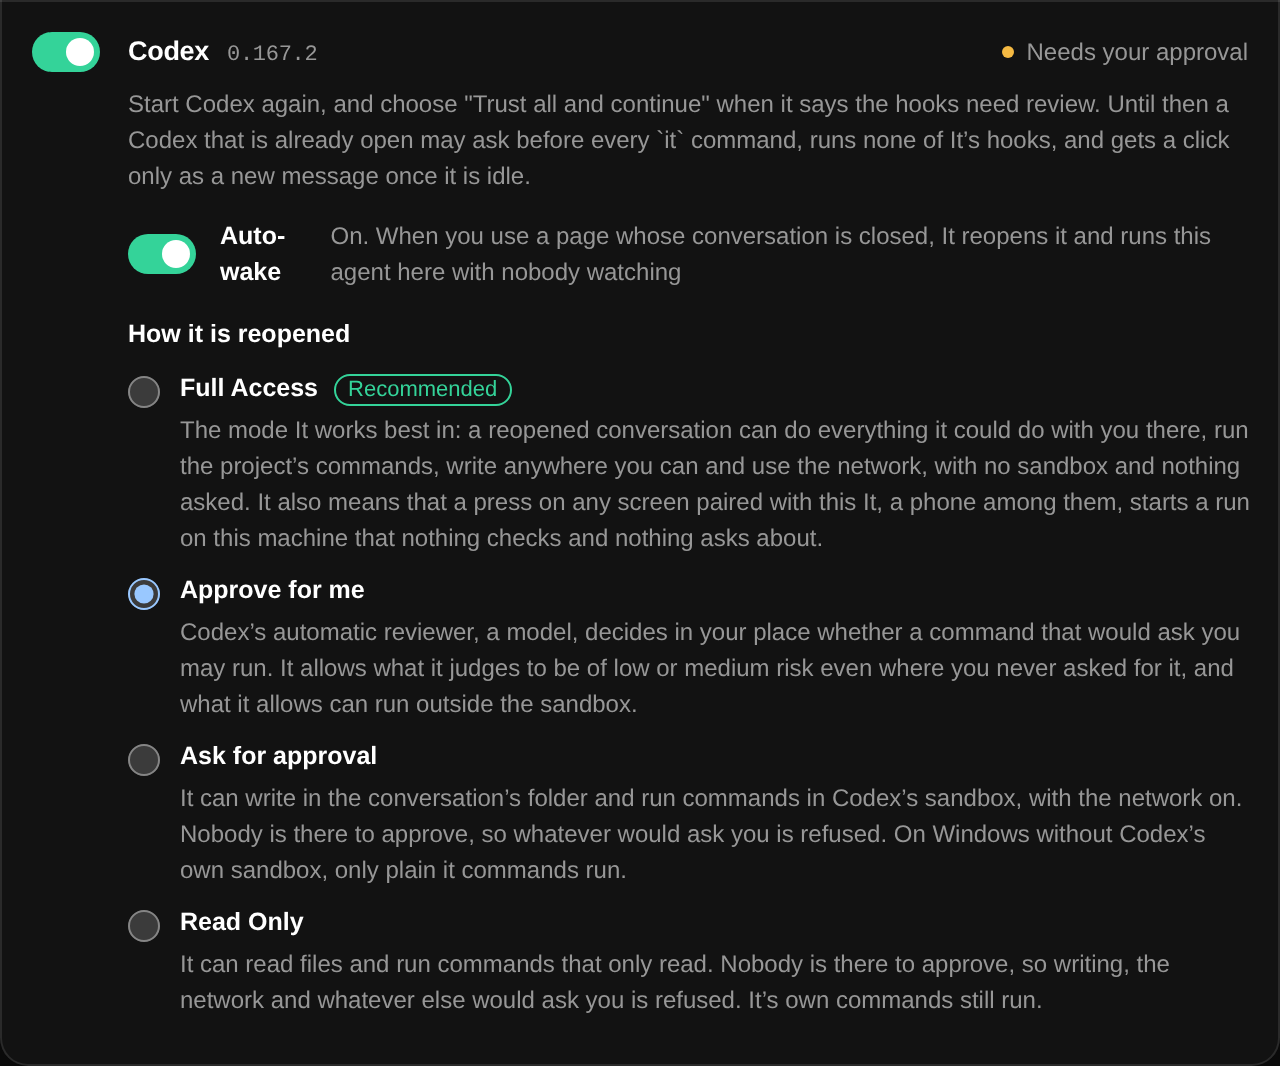 Codex 0.167.2
Needs your approval
Start Codex again, and choose "Trust all and continue" when it says the hooks need review. Until then a
Codex that is already open may ask before every `it` command, runs none of It’s hooks, and gets a click
only as a new message once it is idle.
Auto-
wake
On. When you use a page whose conversation is closed, It reopens it and runs this
agent here with nobody watching
How it is reopened
Full Access Recommended
The mode It works best in: a reopened conversation can do everything it could do with you there, run
the project’s commands, write anywhere you can and use the network, with no sandbox and nothing
asked. It also means that a press on any screen paired with this It, a phone among them, starts a run
on this machine that nothing checks and nothing asks about.
Approve for me
Codex’s automatic reviewer, a model, decides in your place whether a command that would ask you
may run. It allows what it judges to be of low or medium risk even where you never asked for it, and
what it allows can run outside the sandbox.
Ask for approval
It can write in the conversation’s folder and run commands in Codex’s sandbox, with the network on.
Nobody is there to approve, so whatever would ask you is refused. On Windows without Codex’s
own sandbox, only plain it commands run.
Read Only
It can read files and run commands that only read. Nobody is there to approve, so writing, the
network and whatever else would ask you is refused. It’s own commands still run.